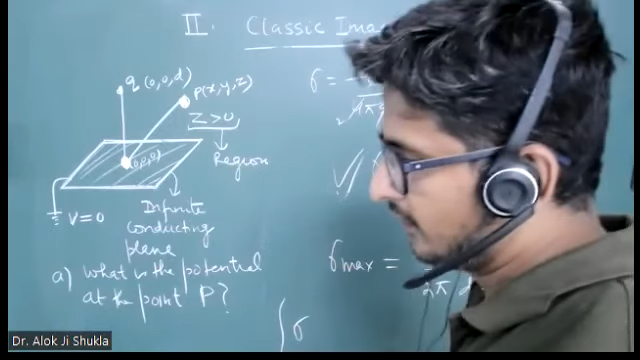 II. Classic Ima
q (0,0,d)
P(x,y,z)
Z>0
(0,0,0)
Region
V=0
Infinite
conducting
plane
a) what is the potential
at the point P?
σ = -
σmax =
2π
∫σ
Dr. Alok Ji Shukla